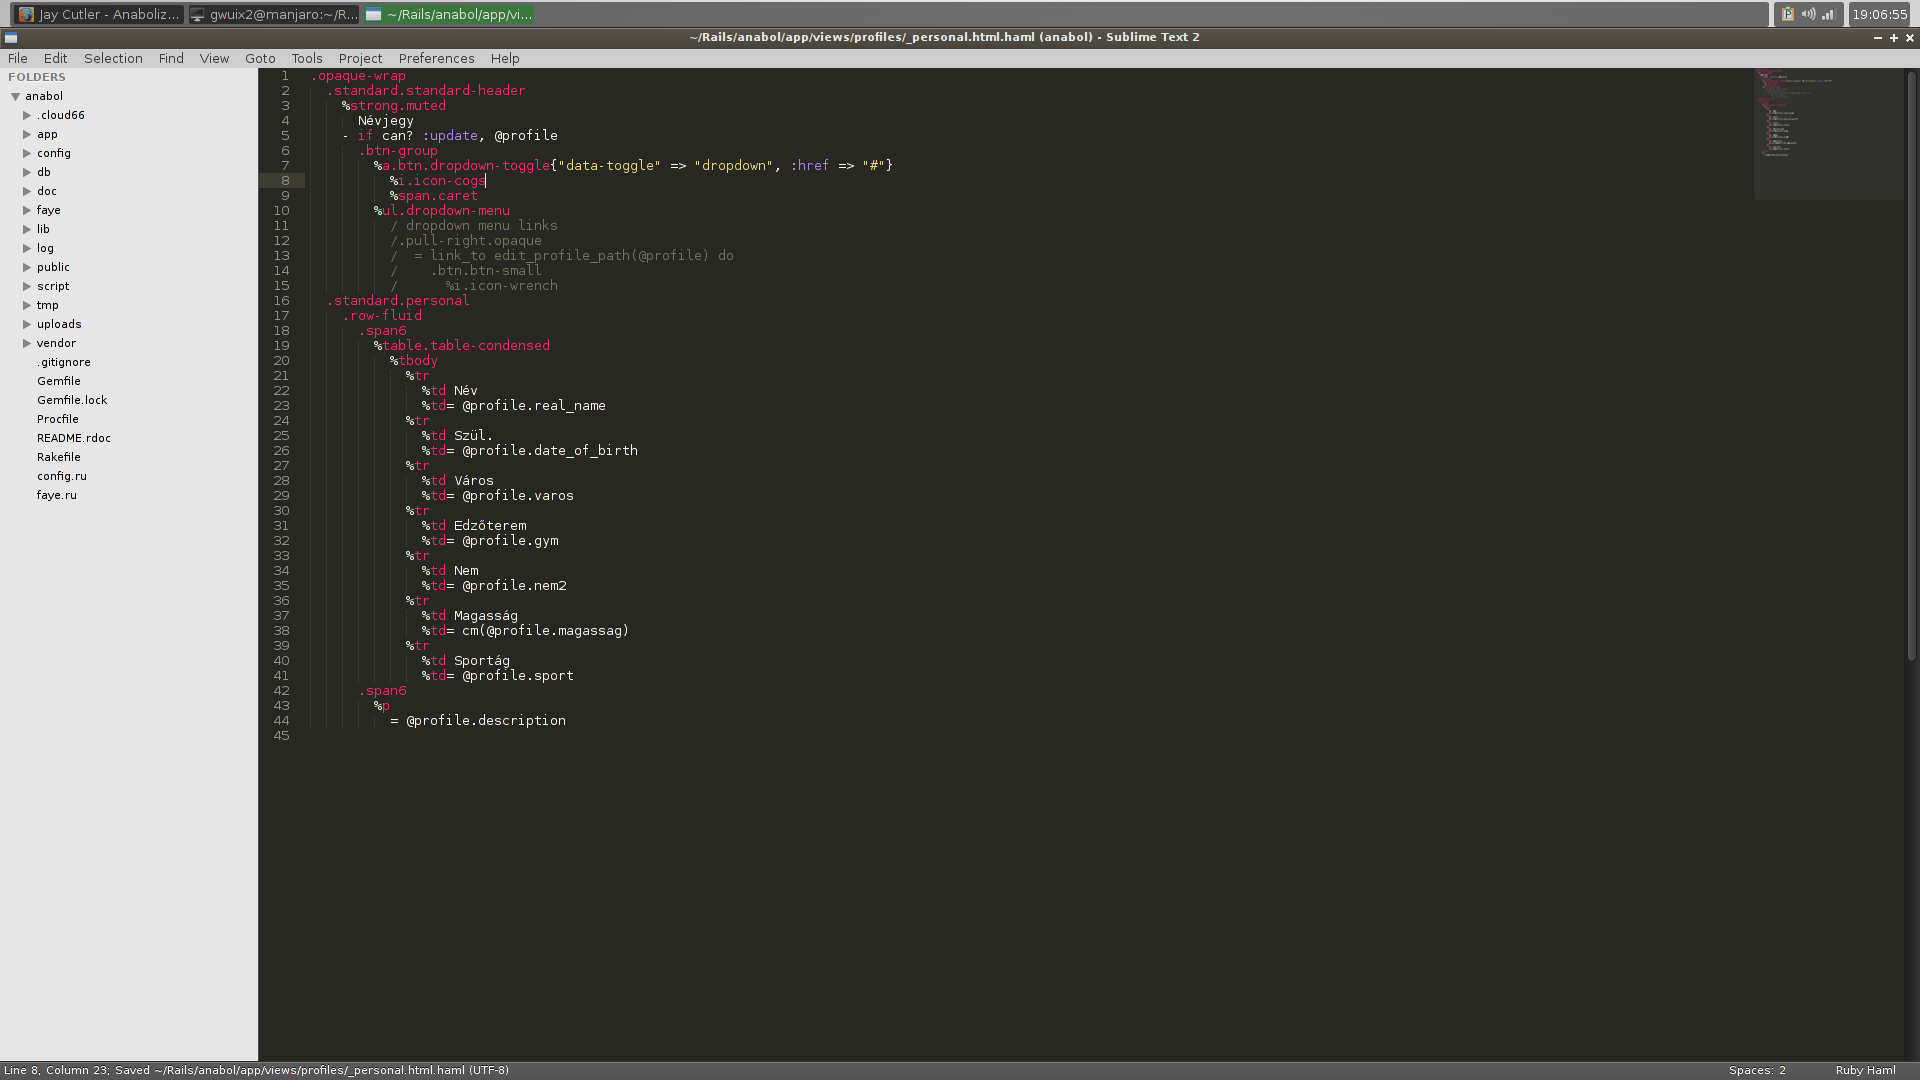 Jay Cutler - Anaboliz...
gwuix2@manjaro:~/R...
~/Rails/anabol/app/vi...
19:06:55
~/Rails/anabol/app/views/profiles/_personal.html.haml (anabol) - Sublime Text 2
File Edit Selection Find View Goto Tools Project Preferences Help
FOLDERS
anabol
.cloud66
app
config
db
doc
faye
lib
log
public
script
tmp
uploads
vendor
.gitignore
Gemfile
Gemfile.lock
Procfile
README.rdoc
Rakefile
config.ru
faye.ru
1 .opaque-wrap
2   .standard.standard-header
3     %strong.muted
4       Névjegy
5     - if can? :update, @profile
6       .btn-group
7         %a.btn.dropdown-toggle{"data-toggle" => "dropdown", :href => "#"}
8           %i.icon-cogs
9           %span.caret
10         %ul.dropdown-menu
11           / dropdown menu links
12           /.pull-right.opaque
13           /  = link_to edit_profile_path(@profile) do
14           /    .btn.btn-small
15           /      %i.icon-wrench
16   .standard.personal
17     .row-fluid
18       .span6
19         %table.table-condensed
20           %tbody
21             %tr
22               %td Név
23               %td= @profile.real_name
24             %tr
25               %td Szül.
26               %td= @profile.date_of_birth
27             %tr
28               %td Város
29               %td= @profile.varos
30             %tr
31               %td Edzőterem
32               %td= @profile.gym
33             %tr
34               %td Nem
35               %td= @profile.nem2
36             %tr
37               %td Magasság
38               %td= cm(@profile.magassag)
39             %tr
40               %td Sportág
41               %td= @profile.sport
42       .span6
43         %p
44           = @profile.description
45
Line 8, Column 23; Saved ~/Rails/anabol/app/views/profiles/_personal.html.haml (UTF-8)
Spaces: 2
Ruby Haml